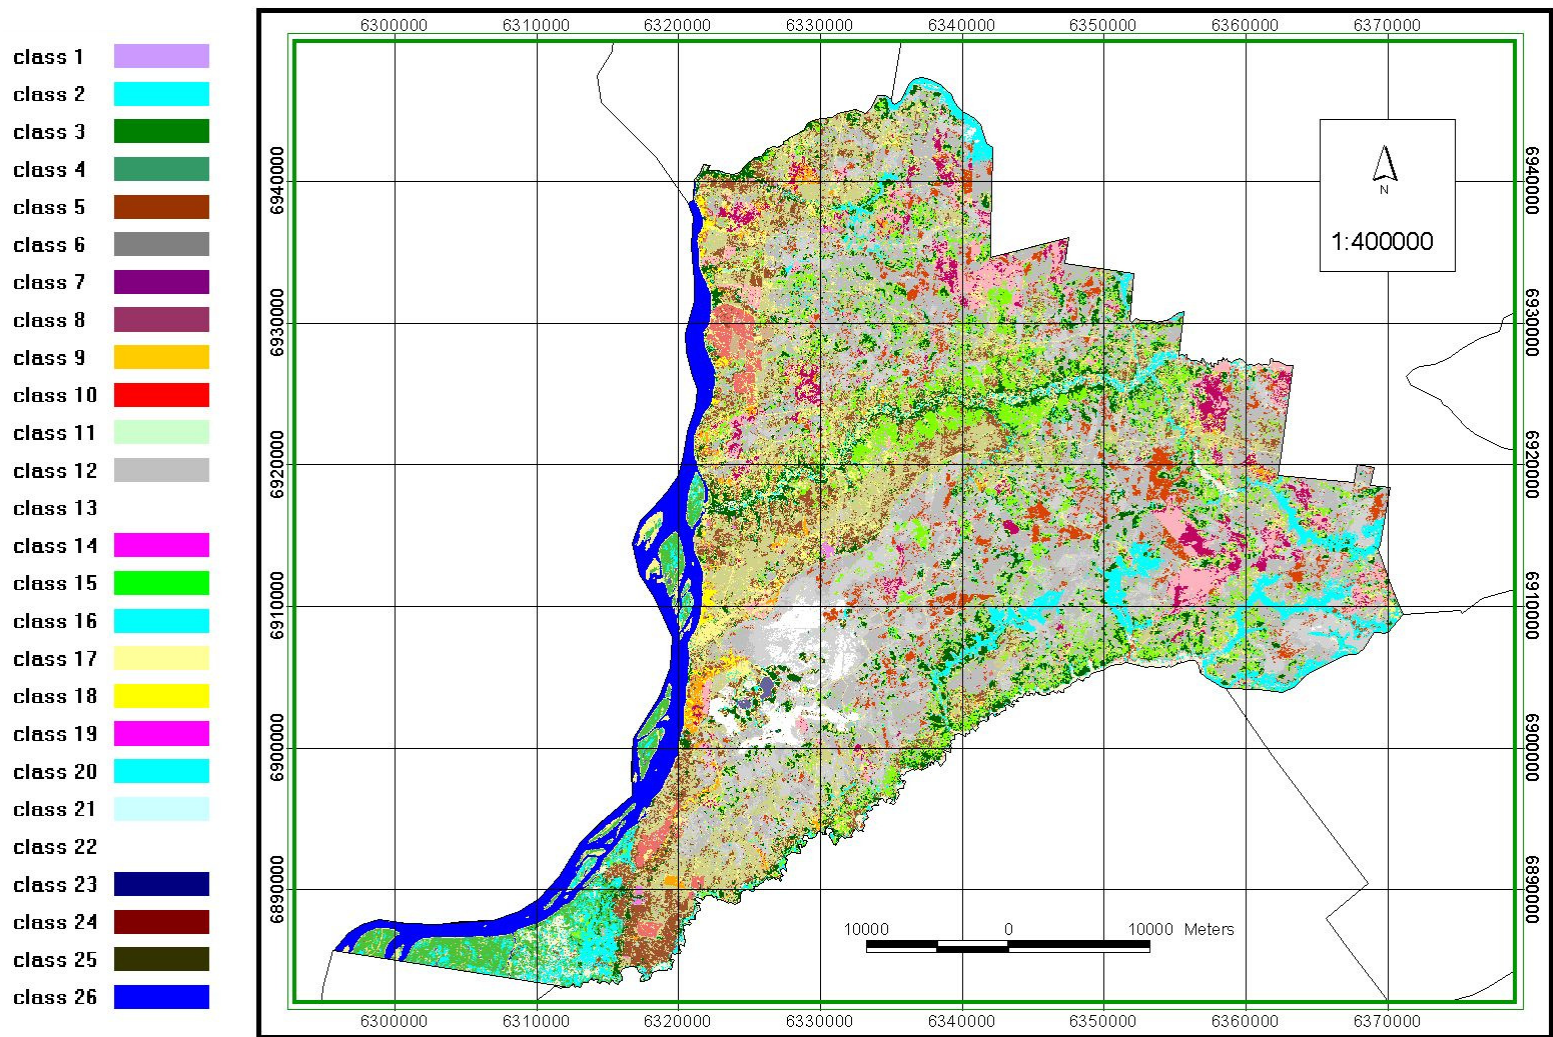 class 1
class 2
class 3
class 4
class 5
class 6
class 7
class 8
class 9
class 10
class 11
class 12
class 13
class 14
class 15
class 16
class 17
class 18
class 19
class 20
class 21
class 22
class 23
class 24
class 25
class 26
6300000 6310000 6320000 6330000 6340000 6350000 6360000 6370000
6940000
6930000
6920000
6910000
6900000
6890000
N
1:400000
6940000
6930000
6920000
6910000
6900000
6890000
10000 0 10000 Meters
6300000 6310000 6320000 6330000 6340000 6350000 6360000 6370000